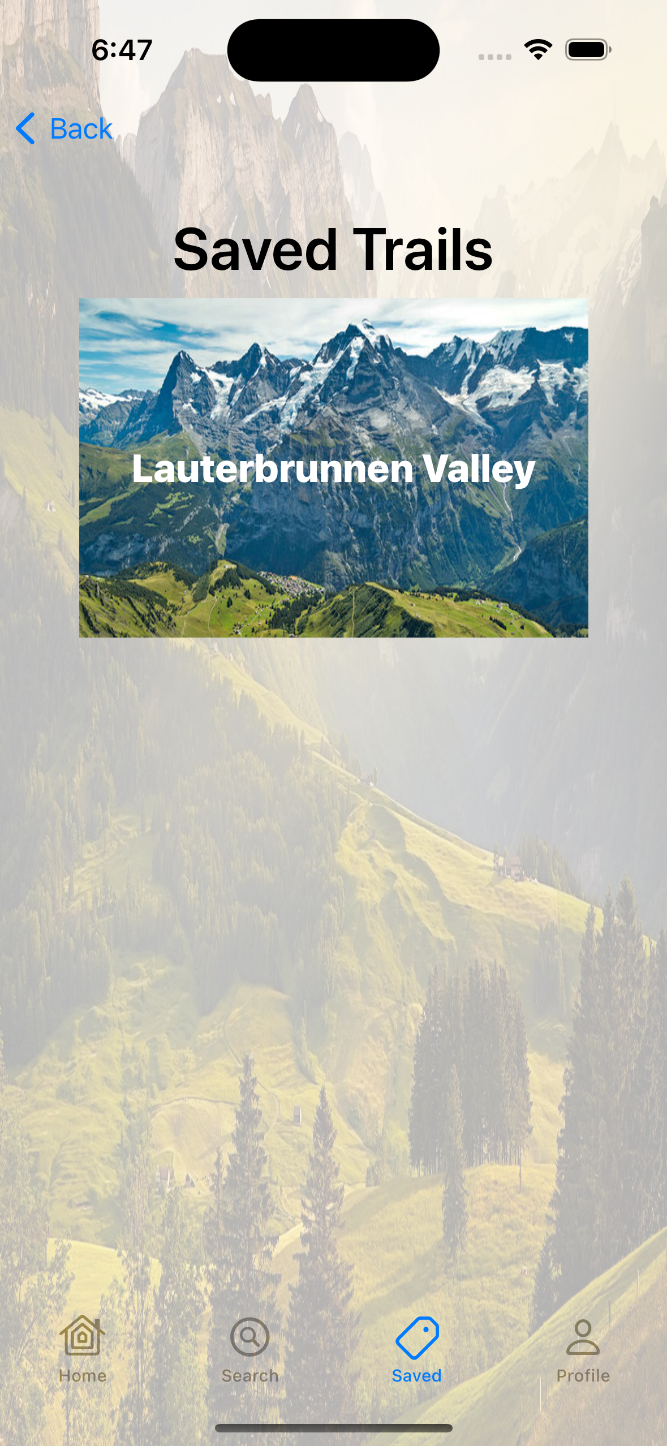 6:47
Back
Saved Trails
Lauterbrunnen Valley
Home
Search
Saved
Profile